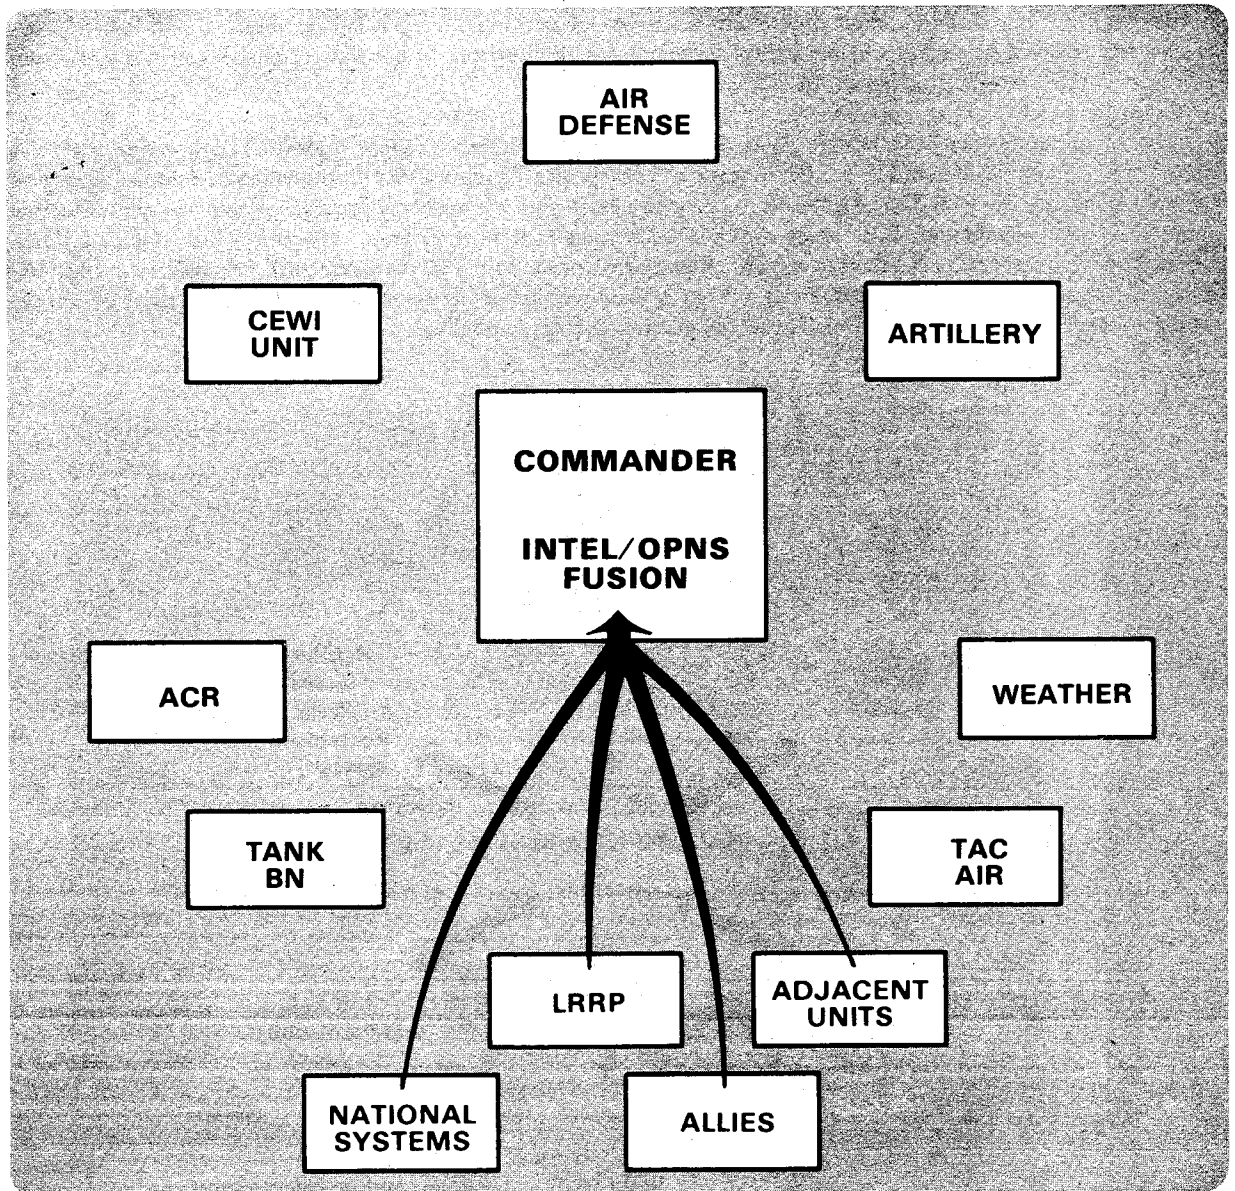 AIR
DEFENSE
CEWI
UNIT
ARTILLERY
COMMANDER
INTEL/OPNS
FUSION
ACR
WEATHER
TANK
BN
TAC
AIR
LRRP
ADJACENT
UNITS
NATIONAL
SYSTEMS
ALLIES